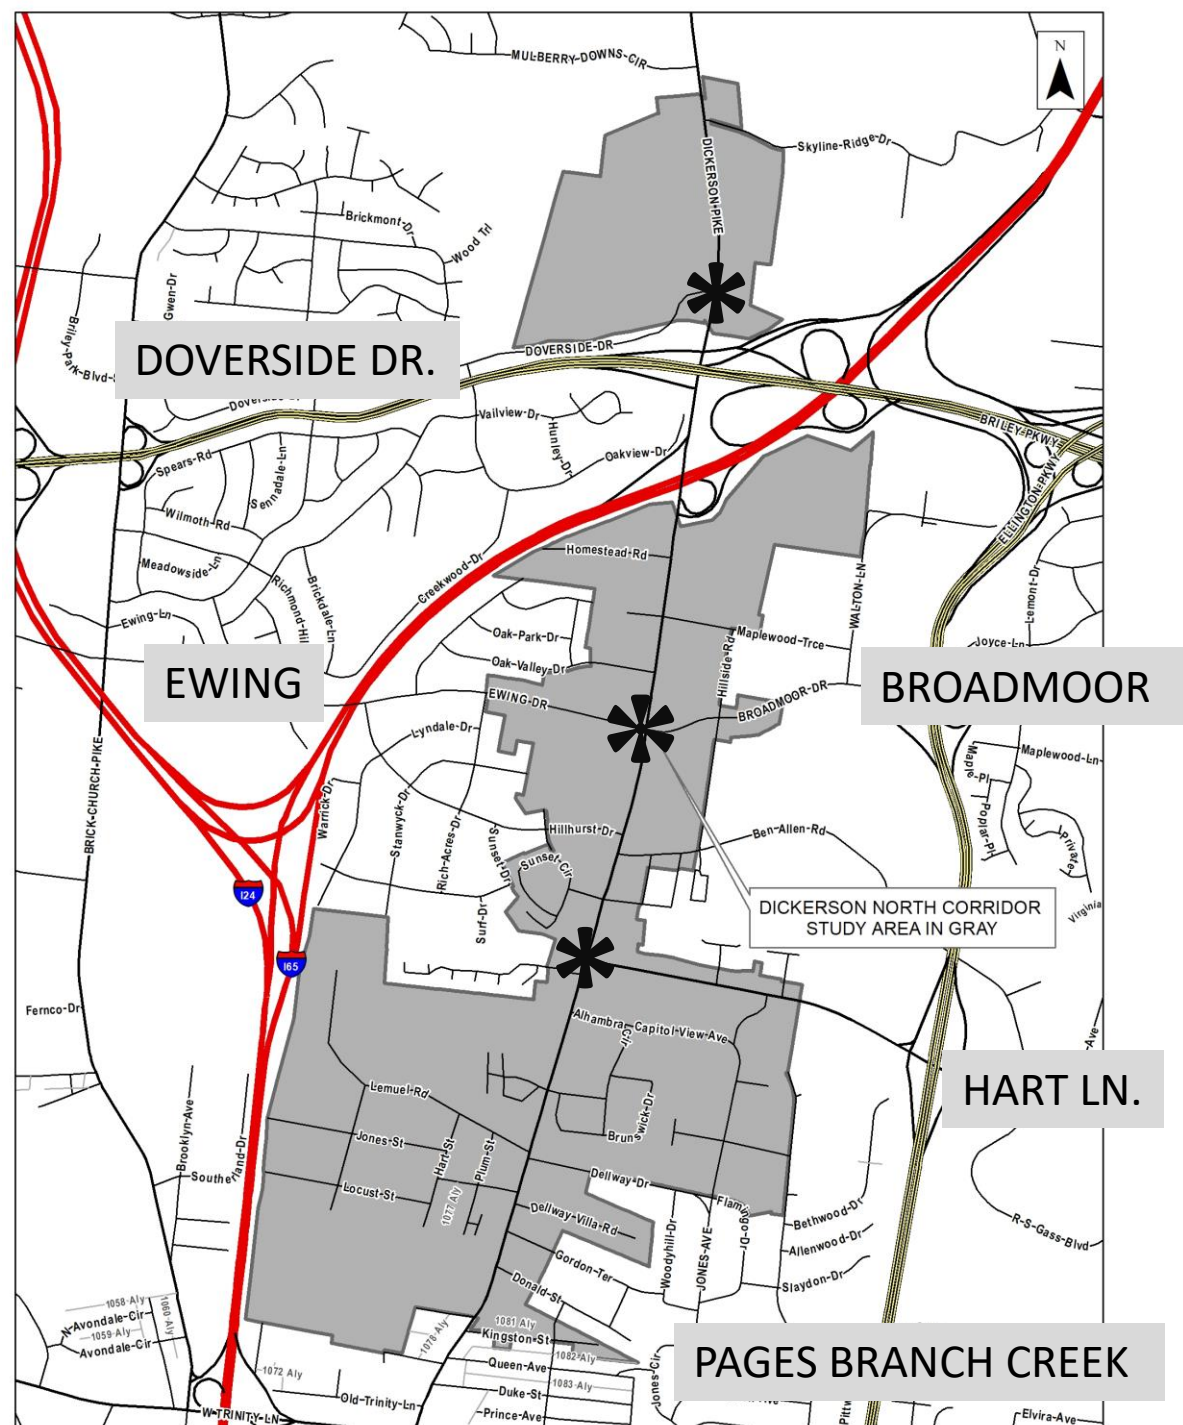 N
MULBERRY-DOWNS-CIR
DICKERSON-PIKE
Skyline-Ridge-Dr
Brickmont-Dr
Wood Trl
Gwen-Dr
Briley-Park-Blvd-S
DOVERSIDE DR.
DOVERSIDE-DR
Vailview-Dr
Hunley-Dr
Oakview-Dr
BRILEY-PKWY
ELLINGTON-PKWY
Spears-Rd
Sennadale-Ln
Wilmoth-Rd
Meadowside-Ln
Richmond-Hil
Brickdale-Ln
Creekwood-Dr
Homestead-Rd
WALTON-LN
Lemont-Dr
Ewing-Ln
Oak-Park-Dr
Maplewood-Trce
Joyce-Ln
Hillside-Rd
EWING
Oak-Valley-Dr
EWING-DR
BROADMOOR-DR
BROADMOOR
Lyndale-Dr
Maplewood-Ln
Maple-Pl
Poplar-Pl
Private
Virginia
BRICK-CHURCH-PIKE
Warrick-Dr
Stanwyck-Dr
Rich-Acres-Dr
Sunset-Dr
Sunset-Cir
Hillhurst-Dr
Ben-Allen-Rd
Surf-Dr
I24
I65
DICKERSON NORTH CORRIDOR
STUDY AREA IN GRAY
Fernco-Dr
Alhambra-Cir
Capitol-View-Ave
-Ave
HART LN.
Lemuel-Rd
Brunswick-Dr
Brooklyn-Ave
Southerland-Dr
Jones-St
Hart-St
Plum-St
Locust-St
1077 Aly
Dellway-Dr
Dellway-Villa-Rd
Flamingo-Dr
Bethwood-Dr
Allenwood-Dr
Slaydon-Dr
R-S-Gass-Blvd
Woodyhill-Dr
JONES-AVE
Gordon-Ter
Donald-St
1058-Aly
N-Avondale-Cir
1059-Aly
Avondale-Cir
1060-Aly
1081 Aly
Kingston-St
1078-Aly
1082-Aly
Queen-Ave
1083-Aly
Duke-St
Prince-Ave
Jones-Cir
PAGES BRANCH CREEK
1072 Aly
Old-Trinity-Ln
W-TRINITY-LN
Pittw
Elvira-Ave